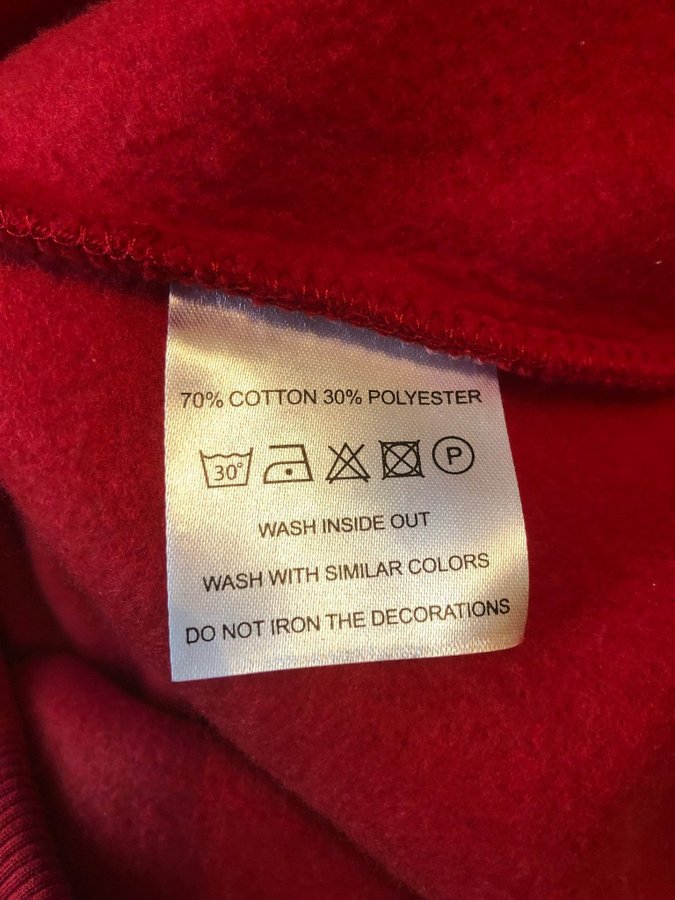 70% COTTON 30% POLYESTER
30° P
WASH INSIDE OUT
WASH WITH SIMILAR COLORS
DO NOT IRON THE DECORATIONS